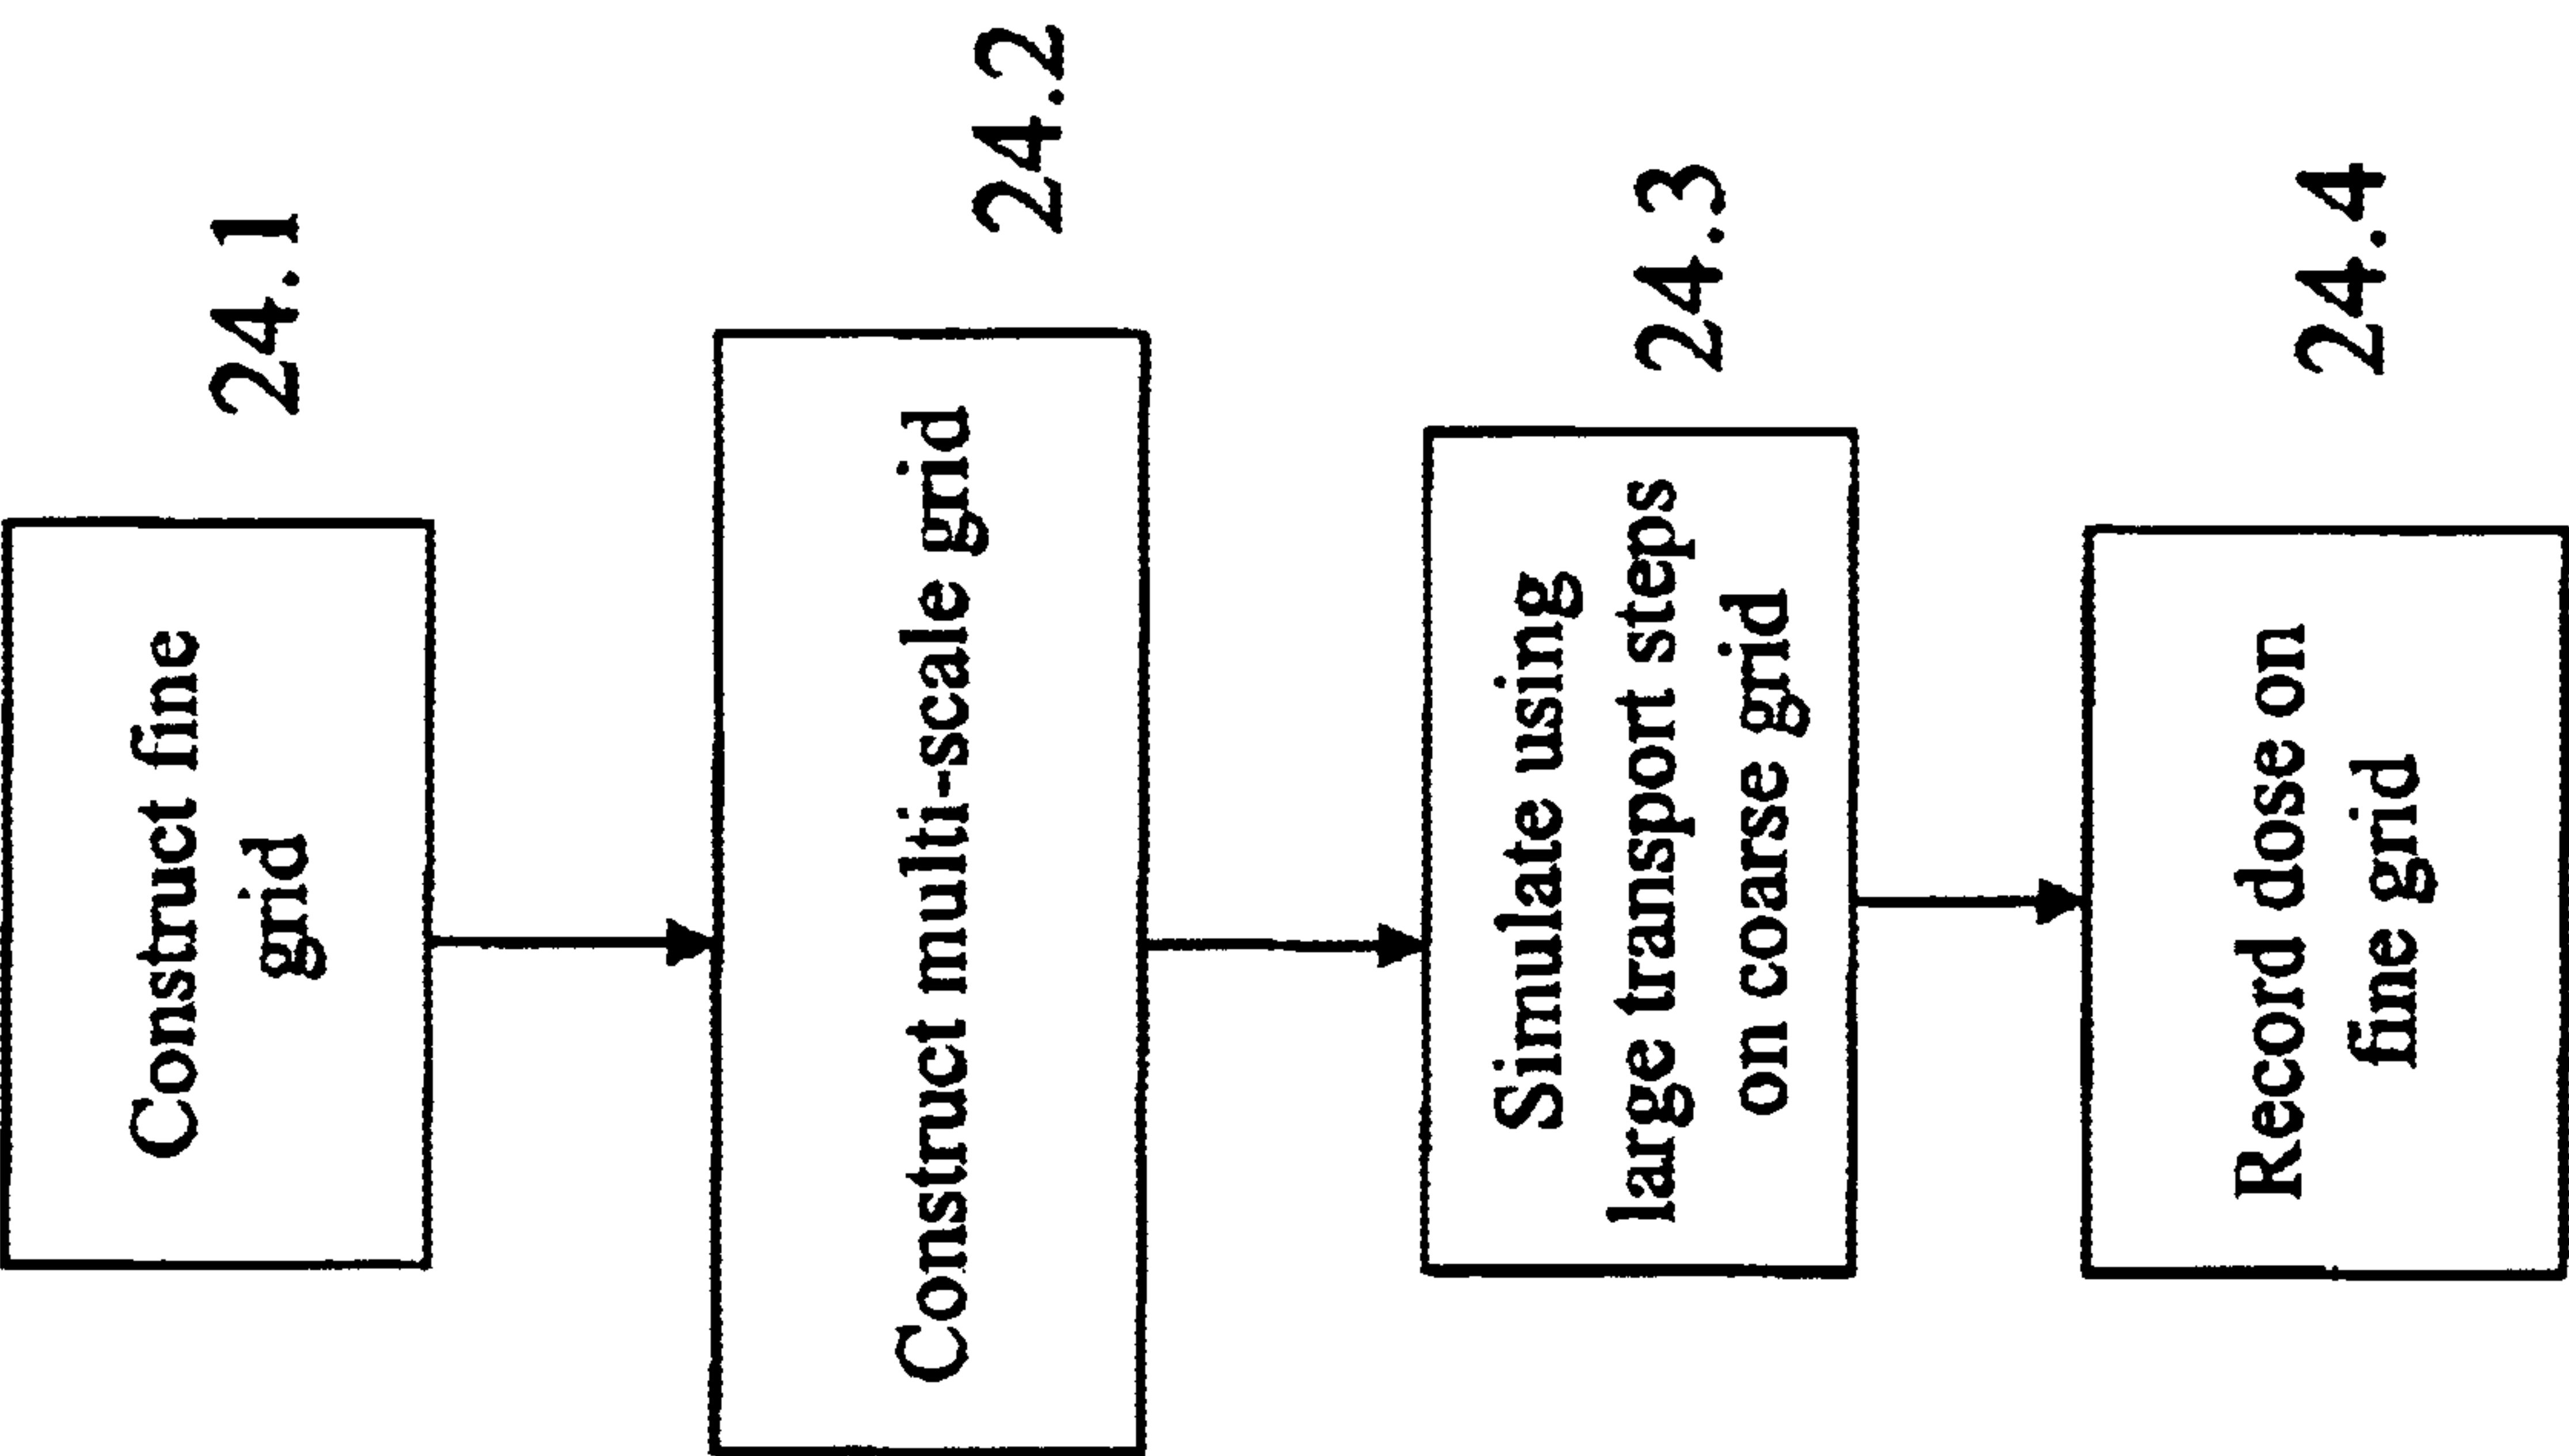 Construct fine
grid
24.1
Construct multi-scale grid
24.2
Simulate using
large transport steps
on coarse grid
24.3
Record dose on
fine grid
24.4